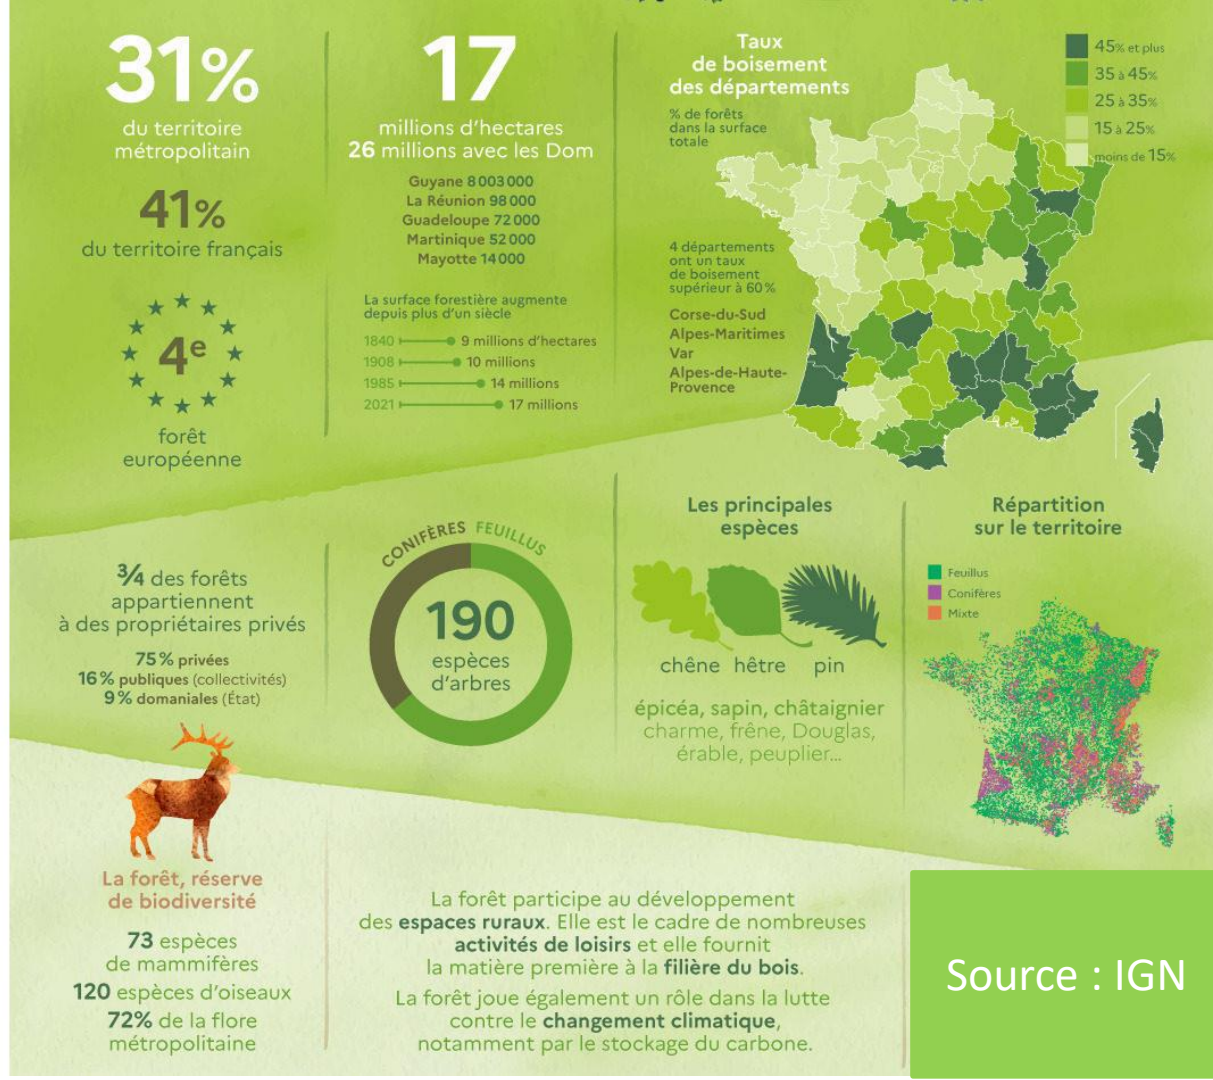 31%
du territoire
métropolitain
41%
du territoire français
4e
forêt
européenne
17
millions d'hectares
26 millions avec les Dom
Guyane 8 003 000
La Réunion 98 000
Guadeloupe 72 000
Martinique 52 000
Mayotte 14 000
La surface forestière augmente
depuis plus d'un siècle
1840 9 millions d'hectares
1908 10 millions
1985 14 millions
2021 17 millions
Taux
de boisement
des départements
% de forêts
dans la surface
totale
45% et plus
35 à 45%
25 à 35%
15 à 25%
moins de 15%
4 départements
ont un taux
de boisement
supérieur à 60%
Corse-du-Sud
Alpes-Maritimes
Var
Alpes-de-Haute-
Provence
¾ des forêts
appartiennent
à des propriétaires privés
75% privées
16% publiques (collectivités)
9% domaniales (État)
CONIFÈRES FEUILLUS
190
espèces
d'arbres
Les principales
espèces
chêne hêtre pin
épicéa, sapin, châtaignier
charme, frêne, Douglas,
érable, peuplier...
Répartition
sur le territoire
Feuillus
Conifères
Mixte
La forêt, réserve
de biodiversité
73 espèces
de mammifères
120 espèces d'oiseaux
72% de la flore
métropolitaine
La forêt participe au développement
des espaces ruraux. Elle est le cadre de nombreuses
activités de loisirs et elle fournit
la matière première à la filière du bois.
La forêt joue également un rôle dans la lutte
contre le changement climatique,
notamment par le stockage du carbone.
Source : IGN